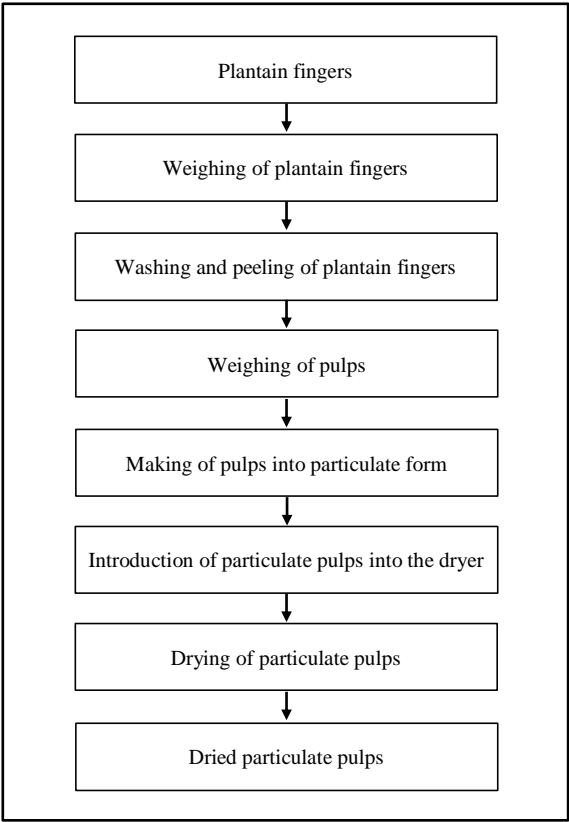 Plantain fingers
Weighing of plantain fingers
Washing and peeling of plantain fingers
Weighing of pulps
Making of pulps into particulate form
Introduction of particulate pulps into the dryer
Drying of particulate pulps
Dried particulate pulps